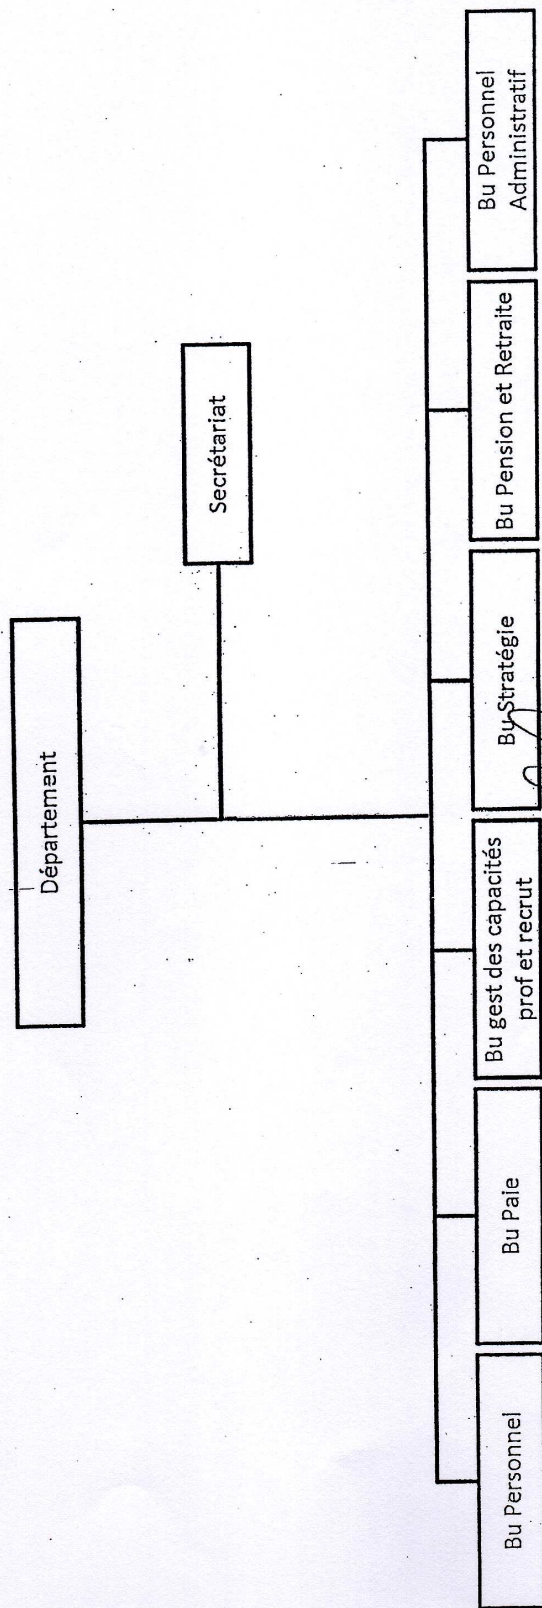 Département
Secrétariat
Bu Personnel
Bu Paie
Bu gest des capacités
prof et recrut
Bu Stratégie
Bu Pension et Retraite
Bu Personnel
Administratif